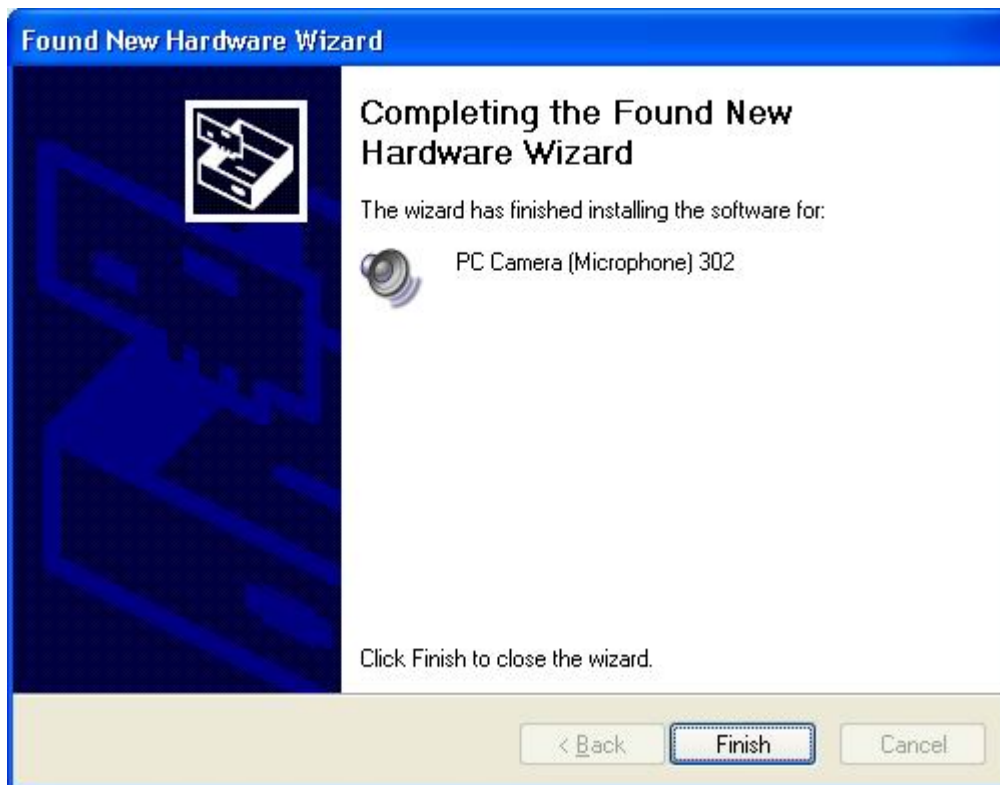 Found New Hardware Wizard
Completing the Found New
Hardware Wizard
The wizard has finished installing the software for:
PC Camera (Microphone) 302
Click Finish to close the wizard.
< Back
Finish
Cancel